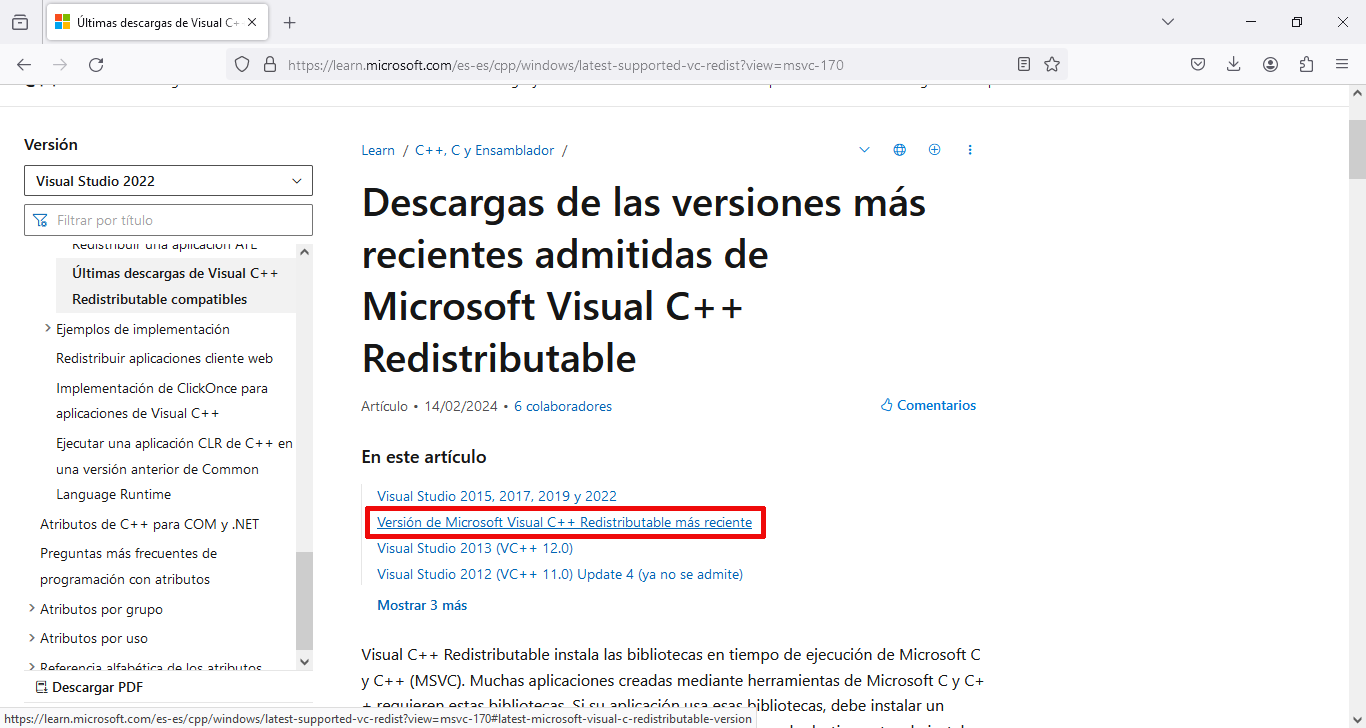 Últimas descargas de Visual C+
https://learn.microsoft.com/es-es/cpp/windows/latest-supported-vc-redist?view=msvc-170
Versión
Visual Studio 2022
Filtrar por título
Redistribuir una aplicación ATL
Últimas descargas de Visual C++
Redistributable compatibles
Ejemplos de implementación
Redistribuir aplicaciones cliente web
Implementación de ClickOnce para
aplicaciones de Visual C++
Ejecutar una aplicación CLR de C++ en
una versión anterior de Common
Language Runtime
Atributos de C++ para COM y .NET
Preguntas más frecuentes de
programación con atributos
Atributos por grupo
Atributos por uso
Referencia alfabética de los atributos
Descargar PDF
Learn / C++, C y Ensamblador /
Descargas de las versiones más
recientes admitidas de
Microsoft Visual C++
Redistributable
Artículo • 14/02/2024 • 6 colaboradores
Comentarios
En este artículo
Visual Studio 2015, 2017, 2019 y 2022
Versión de Microsoft Visual C++ Redistributable más reciente
Visual Studio 2013 (VC++ 12.0)
Visual Studio 2012 (VC++ 11.0) Update 4 (ya no se admite)
Mostrar 3 más
Visual C++ Redistributable instala las bibliotecas en tiempo de ejecución de Microsoft C
y C++ (MSVC). Muchas aplicaciones creadas mediante herramientas de Microsoft C y C+
+ requieren estas bibliotecas. Si su aplicación usa esas bibliotecas, debe instalar un
https://learn.microsoft.com/es-es/cpp/windows/latest-supported-vc-redist?view=msvc-170#latest-microsoft-visual-c-redistributable-version